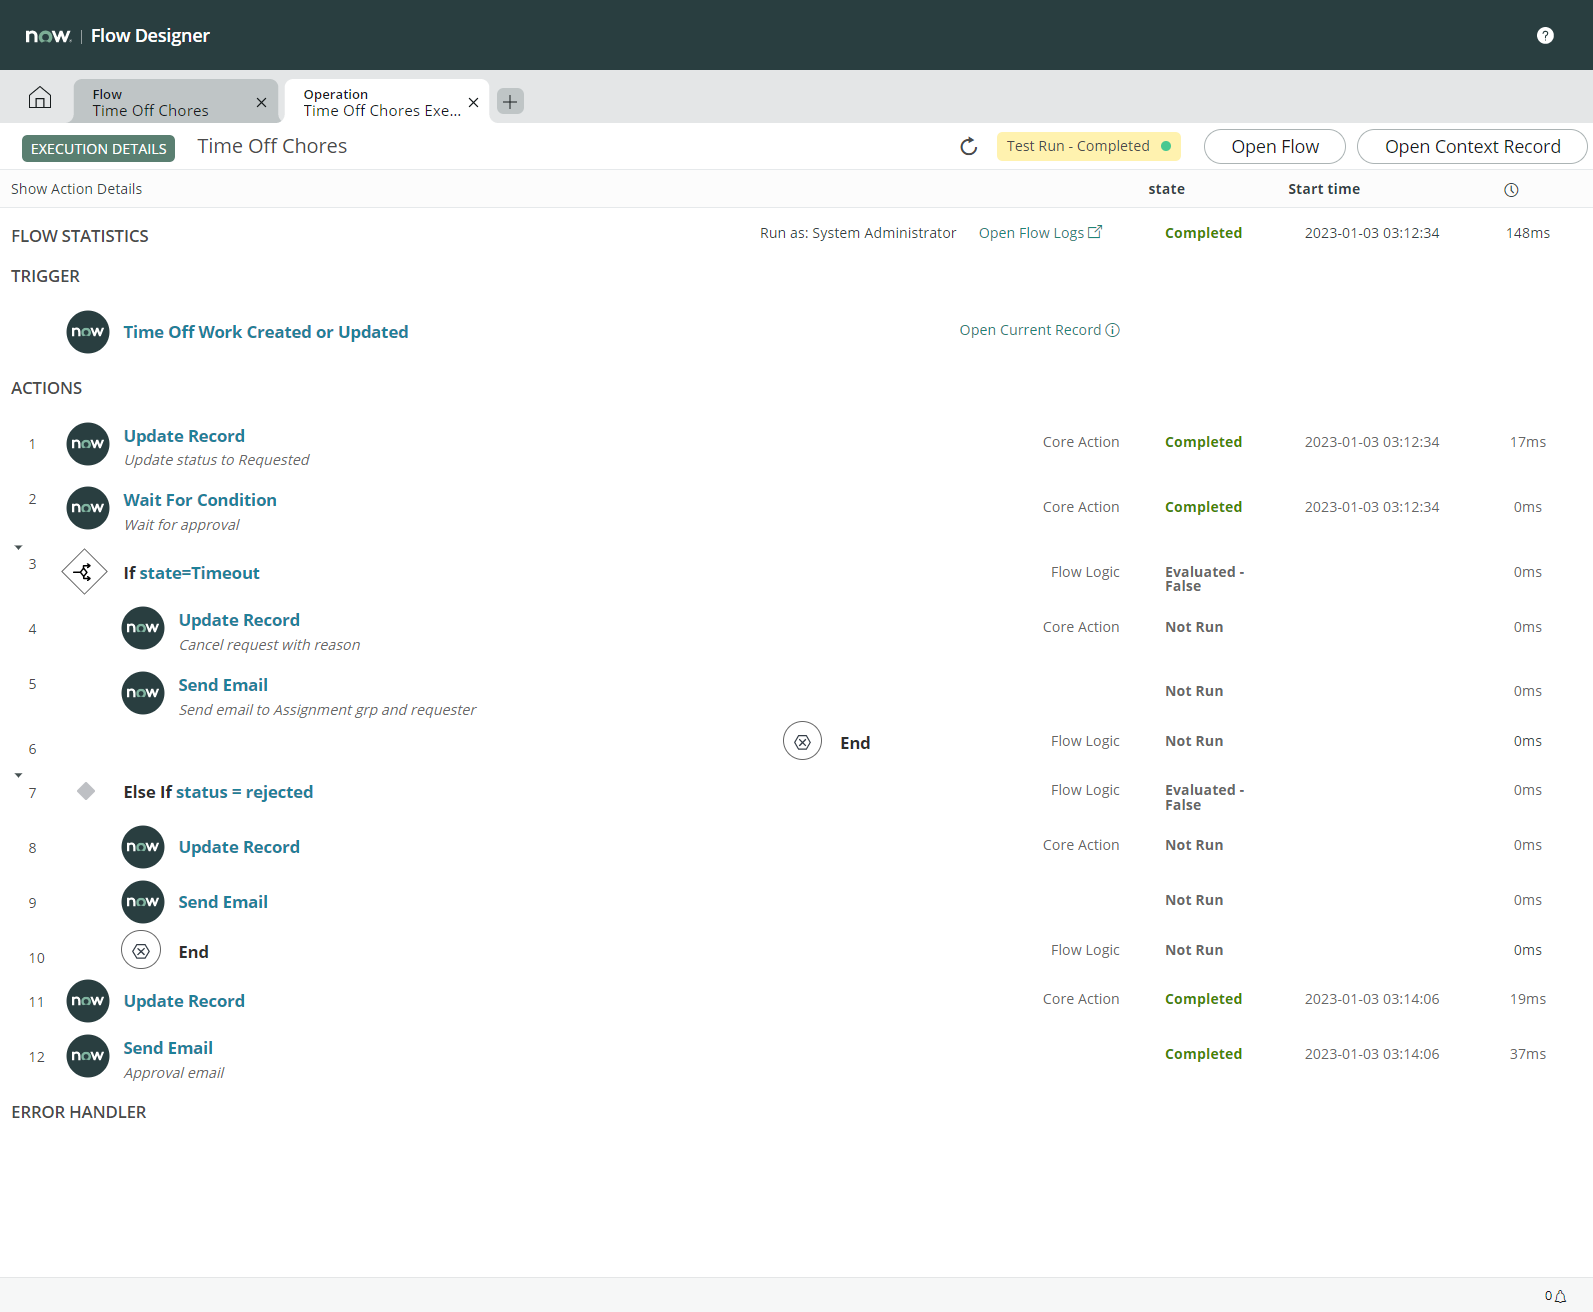 now. | Flow Designer ?
Flow
Time Off Chores
Operation
Time Off Chores Exe...
EXECUTION DETAILS Time Off Chores Test Run - Completed Open Flow Open Context Record
Show Action Details state Start time
FLOW STATISTICS Run as: System Administrator Open Flow Logs Completed 2023-01-03 03:12:34 148ms
TRIGGER
now Time Off Work Created or Updated Open Current Record
ACTIONS
1 now Update Record Core Action Completed 2023-01-03 03:12:34 17ms
Update status to Requested
2 now Wait For Condition Core Action Completed 2023-01-03 03:12:34 0ms
Wait for approval
3 If state=Timeout Flow Logic Evaluated - 0ms
False
4 now Update Record Core Action Not Run 0ms
Cancel request with reason
5 now Send Email Not Run 0ms
Send email to Assignment grp and requester
6 End Flow Logic Not Run 0ms
7 Else If status = rejected Flow Logic Evaluated - 0ms
False
8 now Update Record Core Action Not Run 0ms
9 now Send Email Not Run 0ms
10 End Flow Logic Not Run 0ms
11 now Update Record Core Action Completed 2023-01-03 03:14:06 19ms
12 now Send Email Completed 2023-01-03 03:14:06 37ms
Approval email
ERROR HANDLER
0